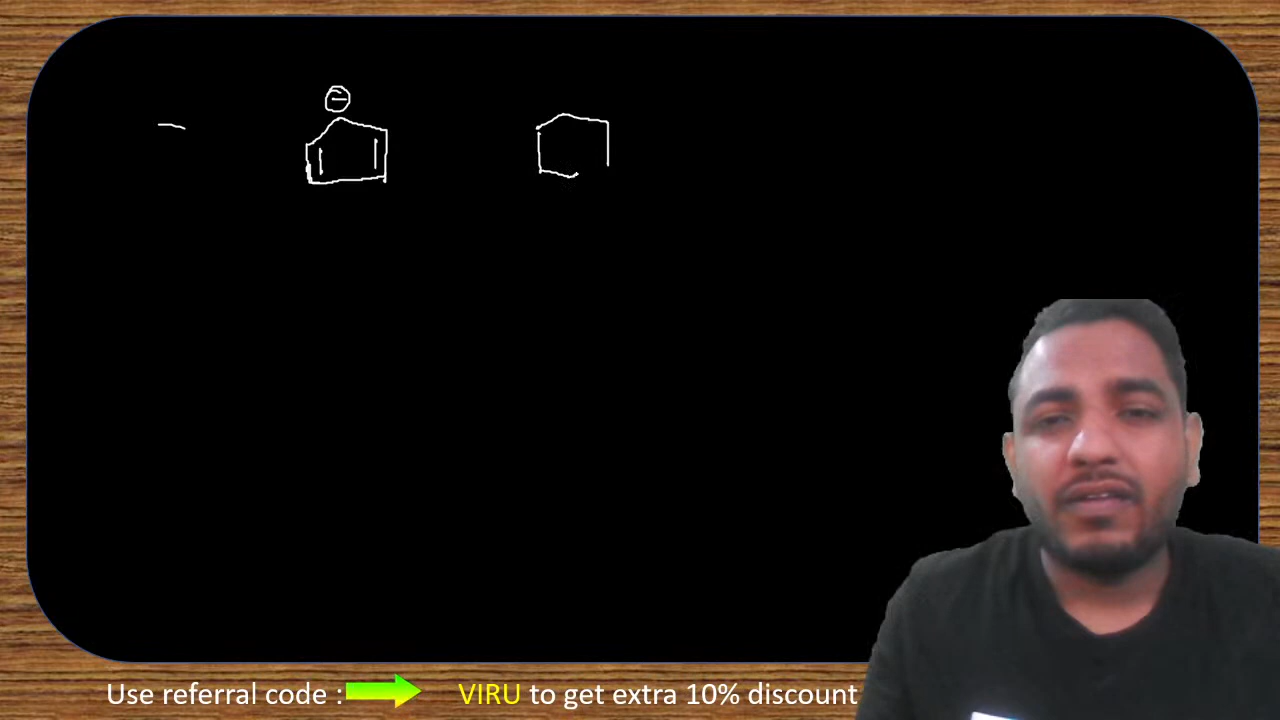 ⊖
Use referral code : VIRU to get extra 10% discount